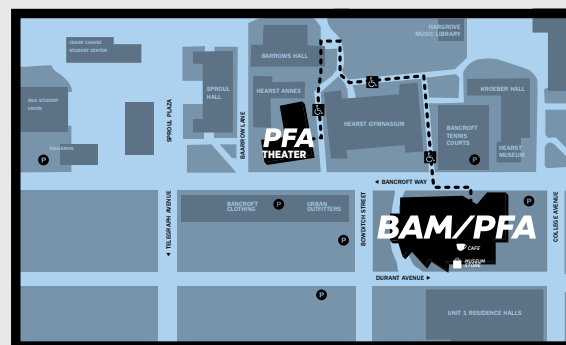 HARGROVE
MUSIC LIBRARY
CESAR CHAVEZ
STUDENT CENTER
BARROWS HALL
SPROUL
HALL
HEARST ANNEX
KROEBER HALL
MLK STUDENT
UNION
SPROUL PLAZA
BAARROW LANE
PFA
THEATER
HEARST GYMNASIUM
BANCROFT
TENNIS
COURTS
HEARST
MUSEUM
P
P
◄ BANCROFT WAY
◄ TELEGRAPH AVENUE
BANCROFT
CLOTHING
P
URBAN
OUTFITTERS
BOWDITCH STREET
P
COLLEGE AVENUE
BAM/PFA
P
CAFE
MUSEUM
STORE
DURANT AVENUE ►
P
UNIT 1 RESIDENCE HALLS